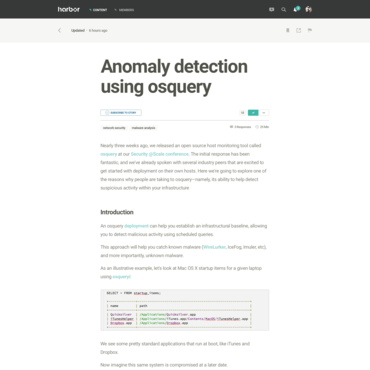 harbor
CONTENT
MEMBERS
Updated
6 hours ago
Anomaly detection
using osquery
network security
malware analysis
Nearly three weeks ago, we released an open source host monitoring tool called
osquery at our Security @Scale conference. The initial response has been
fantastic, and we've already spoken with several industry peers that are excited to
get started with deployment on their own hosts. Here we're going to explore one of
the reasons why people are taking to osquery—namely, its ability to help detect
suspicious activity within your infrastructure
Introduction
An osquery deployment can help you establish an infrastructural baseline, allowing
you to detect malicious activity using scheduled queries.
This approach will help you catch known malware (WireLurker, IceFog, Imuler, etc),
and more importantly, unknown malware.
As an illustrative example, let's look at Mac OS X startup items for a given laptop
using osqueryi:
SELECT * FROM startup_items;
| name | path
| Quicksilver | /Applications/Quicksilver.app
| iTunesHelper | /Applications/iTunes.app/Contents/MacOS/iTunesHelper.app
| Dropbox.app | /Applications/Dropbox.app
We see some pretty standard applications that run at boot, like iTunes and
Dropbox.
Now imagine this same system is compromised at a later date.